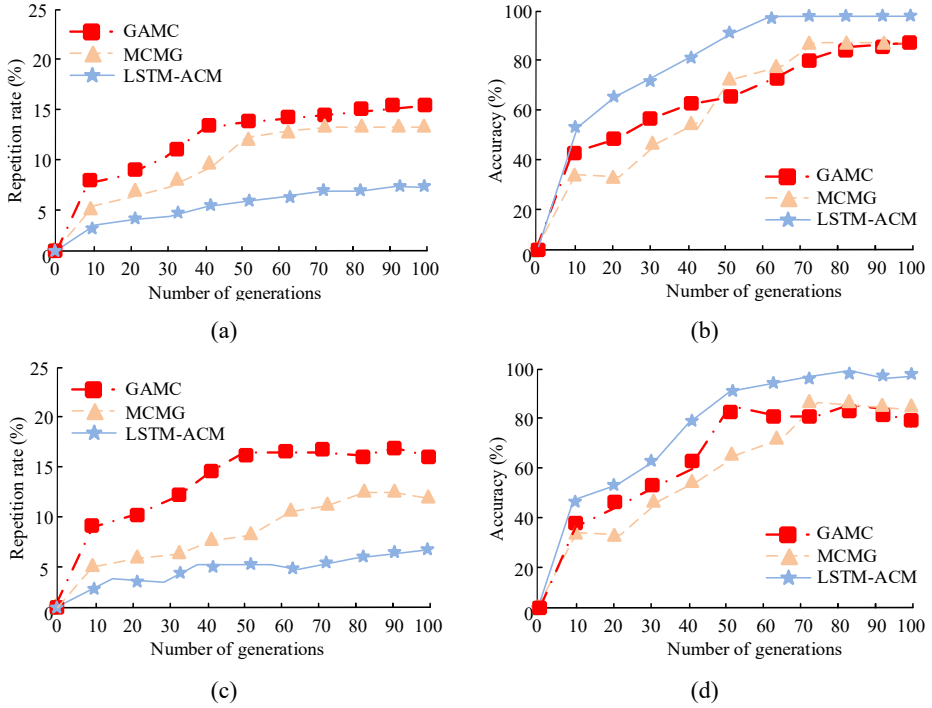 25
20
15
10
5
0
Repetition rate (%)
GAMC
MCMG
LSTM-ACM
0 10 20 30 40 50 60 70 80 90 100
Number of generations
(a)
100
80
60
40
80
0
Accuracy (%)
GAMC
MCMG
LSTM-ACM
0 10 20 30 40 50 60 70 80 90 100
Number of generations
(b)
25
20
15
10
5
0
Repetition rate (%)
GAMC
MCMG
LSTM-ACM
0 10 20 30 40 50 60 70 80 90 100
Number of generations
(c)
100
80
60
40
80
0
Accuracy (%)
GAMC
MCMG
LSTM-ACM
0 10 20 30 40 50 60 70 80 90 100
Number of generations
(d)